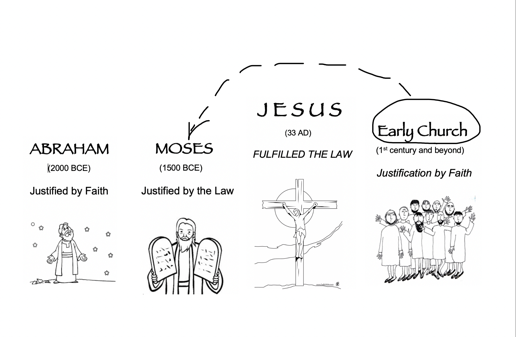 ABRAHAM
(2000 BCE)
Justified by Faith
MOSES
(1500 BCE)
Justified by the Law
JESUS
(33 AD)
FULFILLED THE LAW
Early Church
(1st century and beyond)
Justification by Faith